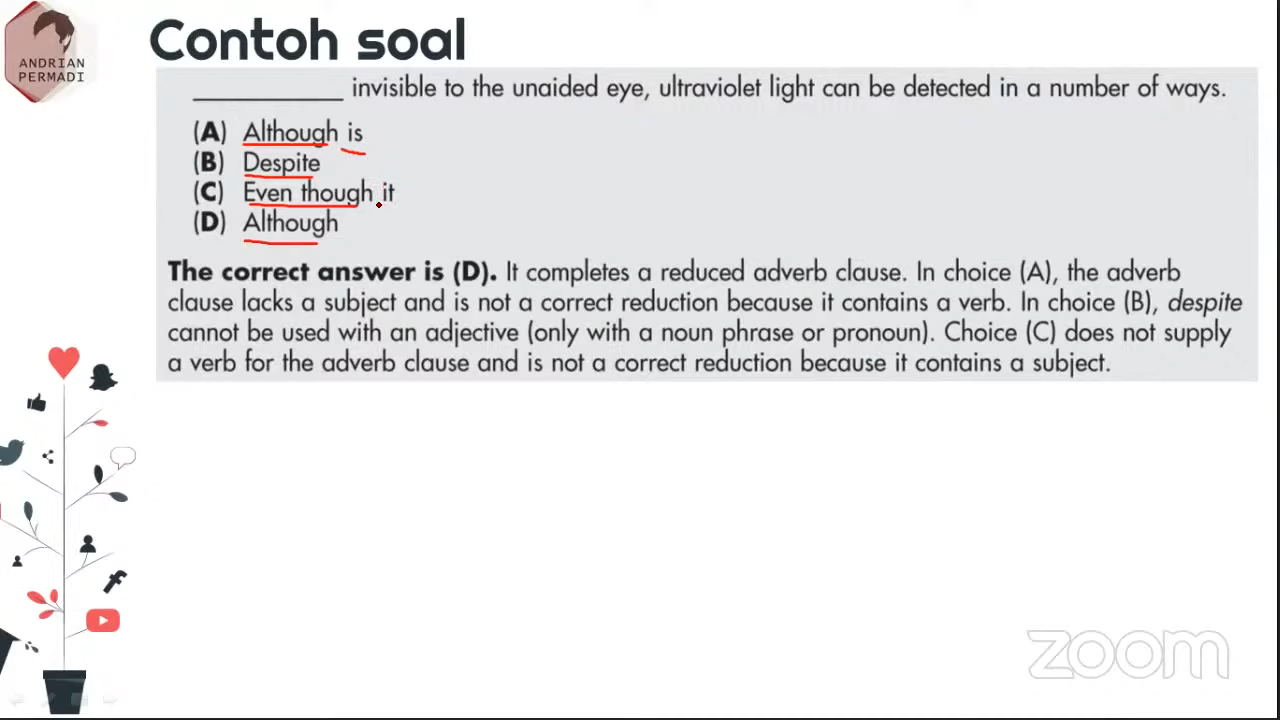 ANDRIAN
PERMADI
Contoh soal
____________ invisible to the unaided eye, ultraviolet light can be detected in a number of ways.
(A) Although is
(B) Despite
(C) Even though it
(D) Although
The correct answer is (D). It completes a reduced adverb clause. In choice (A), the adverb
clause lacks a subject and is not a correct reduction because it contains a verb. In choice (B), despite
cannot be used with an adjective (only with a noun phrase or pronoun). Choice (C) does not supply
a verb for the adverb clause and is not a correct reduction because it contains a subject.
zoom